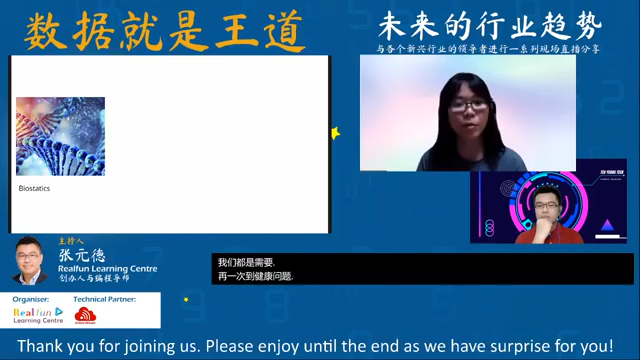 数据就是王道
未来的行业趋势
与各个新兴行业的领导者进行一系列现场直播分享
Biostatics
主持人
张元德
Realfun Learning Centre
创办人与编程导师
我们都是需要.
再一次到健康问题.
Organiser:
Technical Partner:
Realfun
Learning Centre
Thank you for joining us. Please enjoy until the end as we have surprise for you!